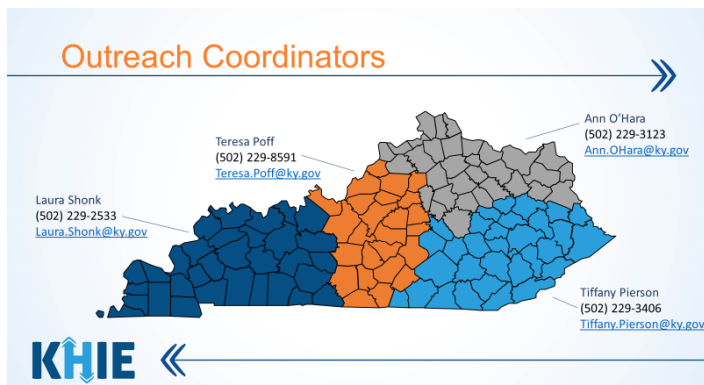 Outreach Coordinators
Ann O'Hara
(502) 229-3123
Ann.OHara@ky.gov
Teresa Poff
(502) 229-8591
Teresa.Poff@ky.gov
Laura Shonk
(502) 229-2533
Laura.Shonk@ky.gov
Tiffany Pierson
(502) 229-3406
Tiffany.Pierson@ky.gov
KHIE